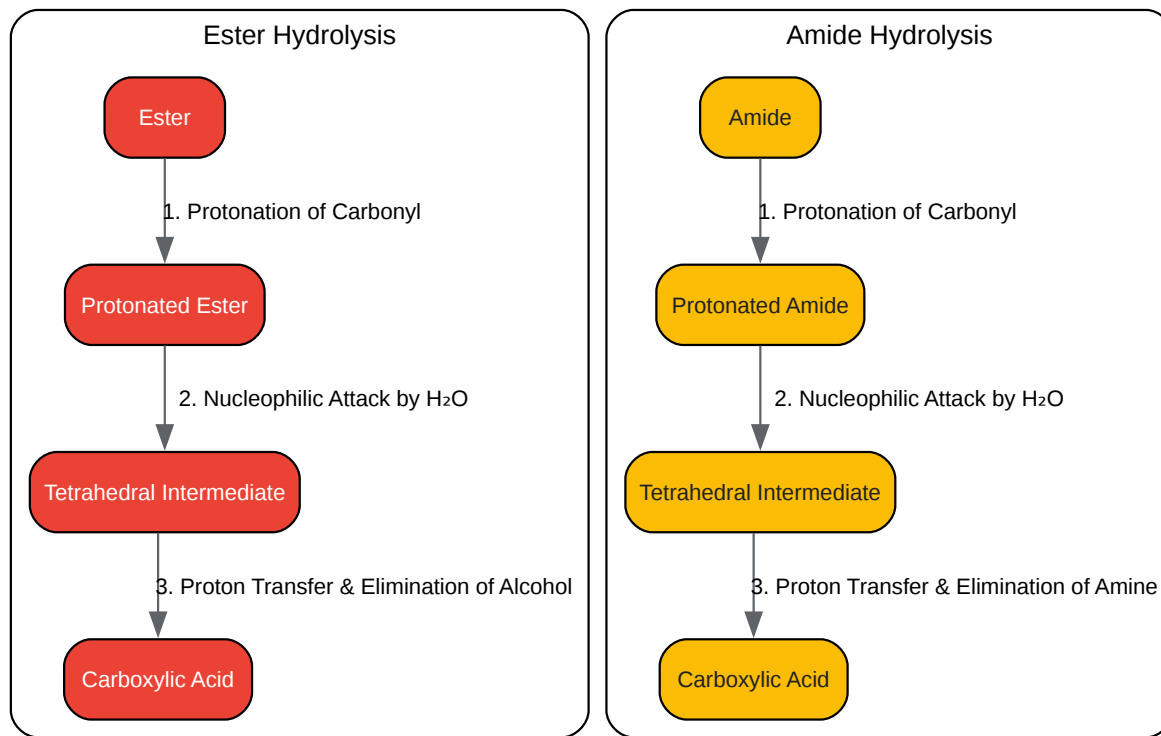 Ester Hydrolysis
Ester
1. Protonation of Carbonyl
Protonated Ester
2. Nucleophilic Attack by H₂O
Tetrahedral Intermediate
3. Proton Transfer & Elimination of Alcohol
Carboxylic Acid
Amide Hydrolysis
Amide
1. Protonation of Carbonyl
Protonated Amide
2. Nucleophilic Attack by H₂O
Tetrahedral Intermediate
3. Proton Transfer & Elimination of Amine
Carboxylic Acid